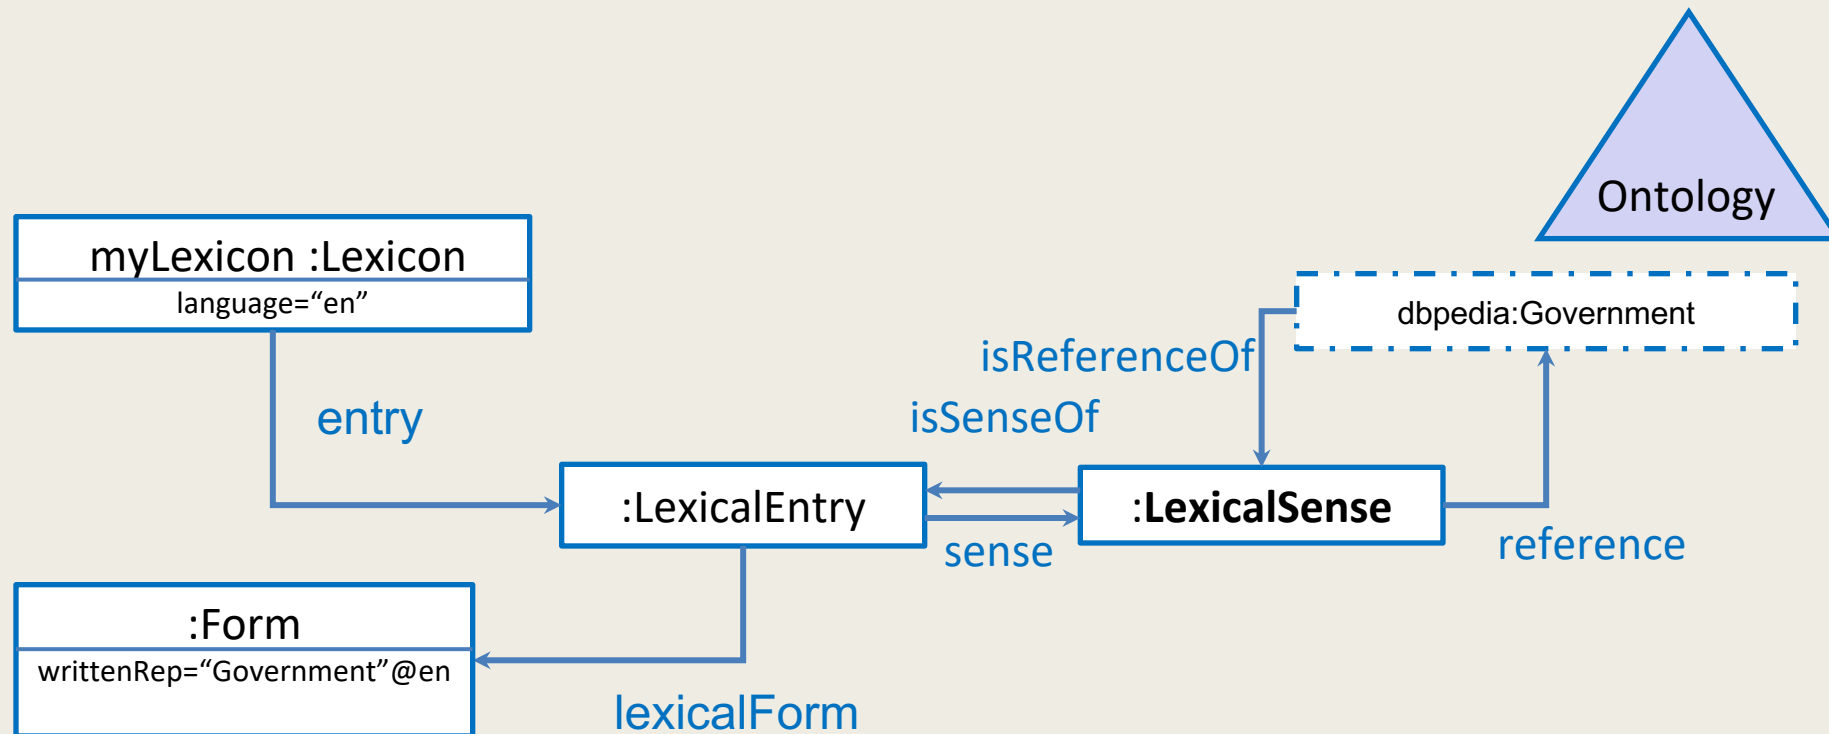 Ontology
myLexicon :Lexicon
language=“en”
dbpedia:Government
isReferenceOf
entry
isSenseOf
:LexicalEntry
:LexicalSense
sense
reference
:Form
writtenRep=“Government”@en
lexicalForm